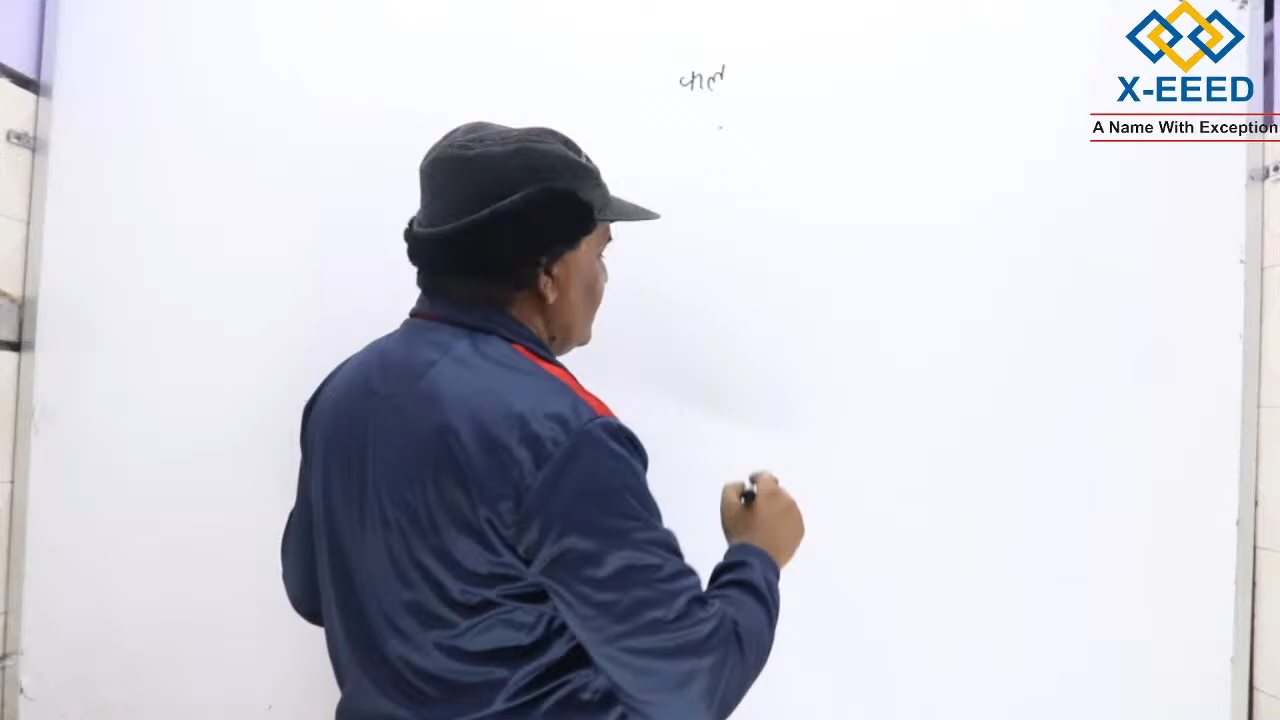 काल
X-EEED
A Name With Exception